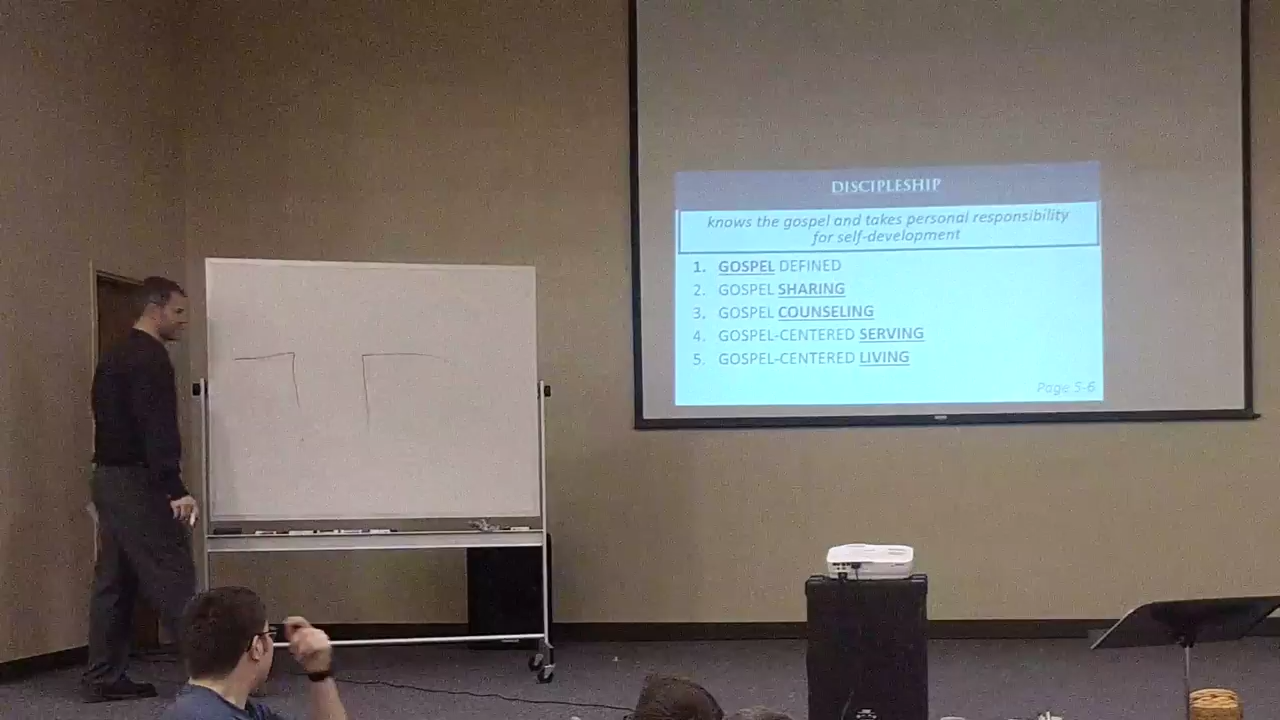 DISCIPLESHIP
knows the gospel and takes personal responsibility
for self-development
1. GOSPEL DEFINED
2. GOSPEL SHARING
3. GOSPEL COUNSELING
4. GOSPEL-CENTERED SERVING
5. GOSPEL-CENTERED LIVING
Page 5-6